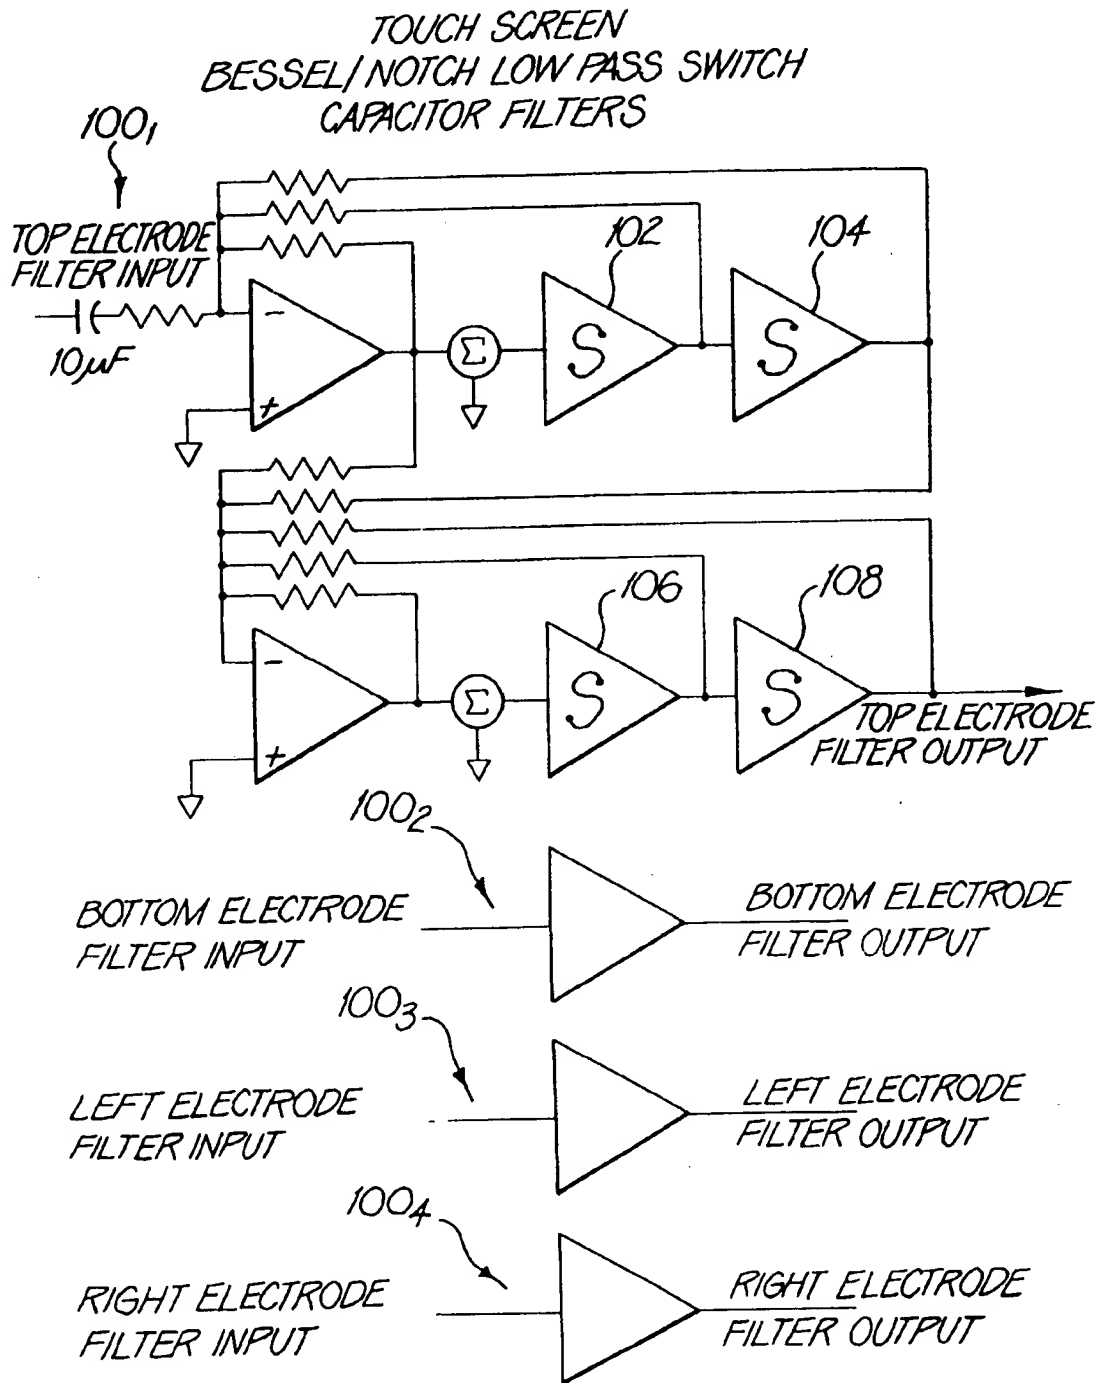 TOUCH SCREEN
BESSEL/NOTCH LOW PASS SWITCH
CAPACITOR FILTERS
100₁
TOP ELECTRODE
FILTER INPUT
10μF
-
+
Σ
102
S
104
S
-
+
Σ
106
S
108
S
TOP ELECTRODE
FILTER OUTPUT
100₂
BOTTOM ELECTRODE
FILTER INPUT
BOTTOM ELECTRODE
FILTER OUTPUT
100₃
LEFT ELECTRODE
FILTER INPUT
LEFT ELECTRODE
FILTER OUTPUT
100₄
RIGHT ELECTRODE
FILTER INPUT
RIGHT ELECTRODE
FILTER OUTPUT